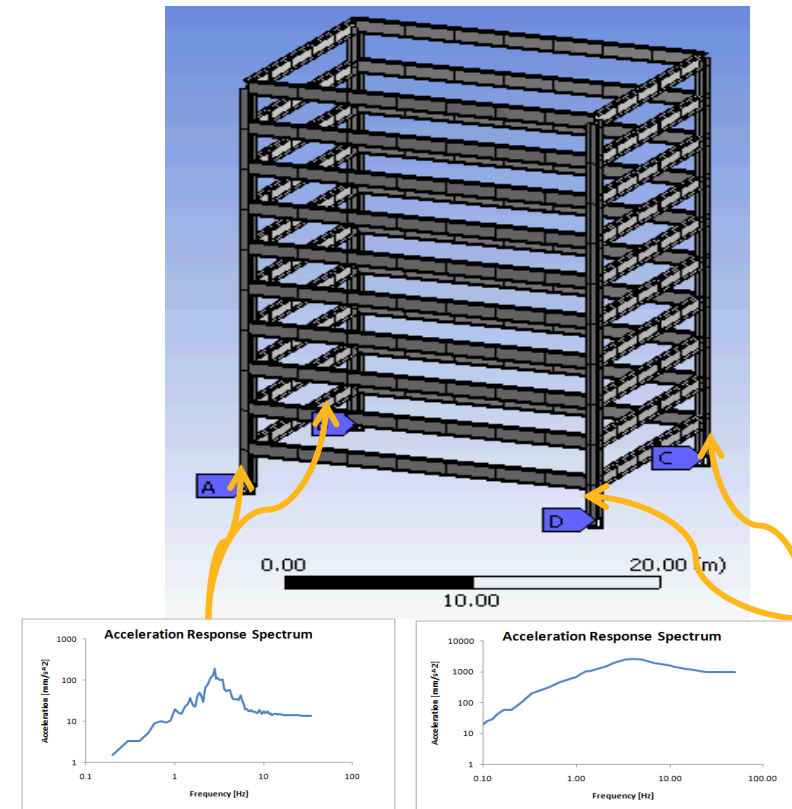 A
C
D
0.00 20.00 (m)
10.00
Acceleration Response Spectrum
1000
100
10
1
Acceleration [mm/s^2]
0.1 1 10 100
Frequency [Hz]
Acceleration Response Spectrum
10000
1000
100
10
1
Acceleration [mm/s^2]
0.10 1.00 10.00 100.00
Frequency [Hz]